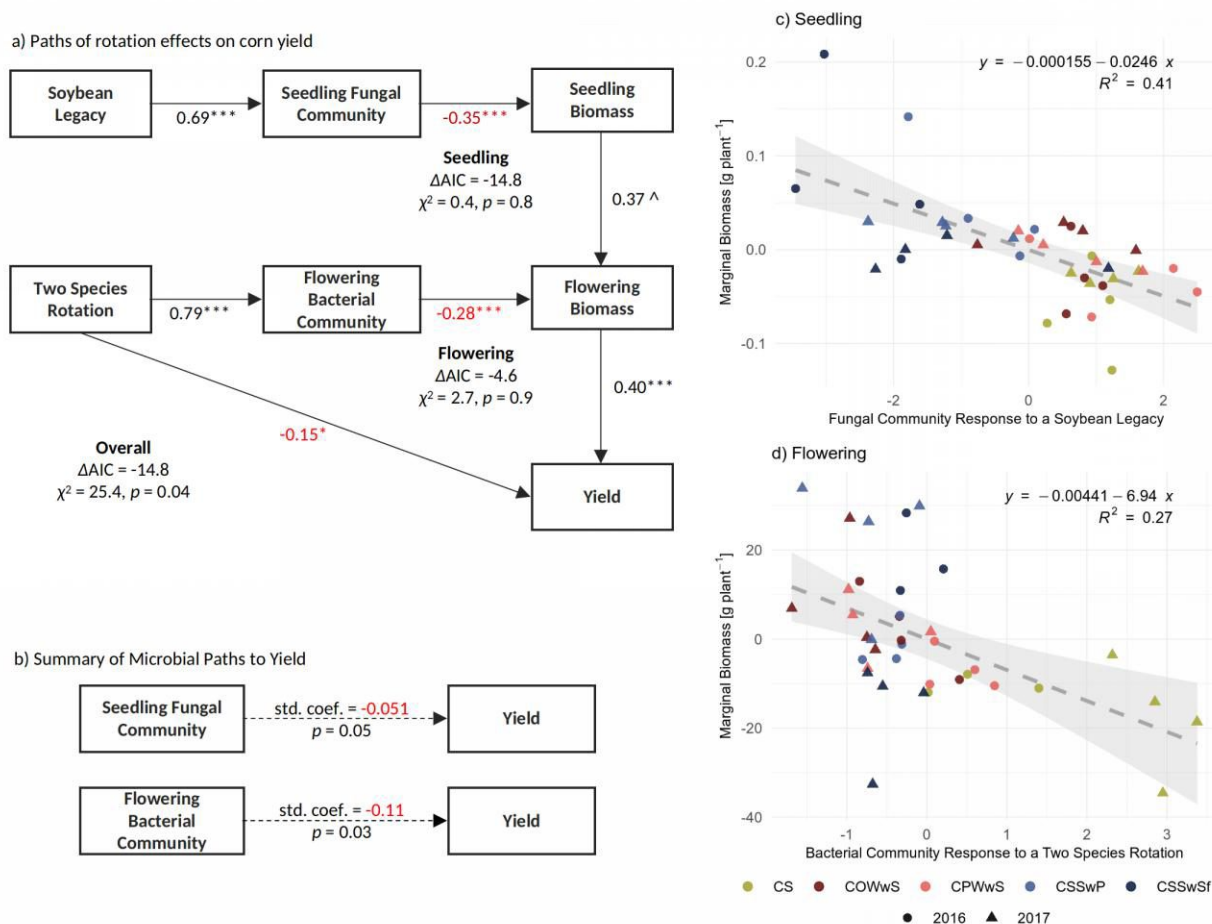 a) Paths of rotation effects on corn yield
Soybean
Legacy
0.69***
Seedling Fungal
Community
-0.35***
Seedling
Biomass
Seedling
ΔAIC = -14.8
χ² = 0.4, p = 0.8
0.37 ^
Two Species
Rotation
0.79***
Flowering
Bacterial
Community
-0.28***
Flowering
Biomass
Flowering
ΔAIC = -4.6
χ² = 2.7, p = 0.9
0.40***
-0.15*
Overall
ΔAIC = -14.8
χ² = 25.4, p = 0.04
Yield
b) Summary of Microbial Paths to Yield
Seedling Fungal
Community
std. coef. = -0.051
p = 0.05
Yield
Flowering
Bacterial
Community
std. coef. = -0.11
p = 0.03
Yield
c) Seedling
y = −0.000155 − 0.0246 x
R² = 0.41
Marginal Biomass [g plant⁻¹]
0.2
0.1
0.0
-0.1
-2 0 2
Fungal Community Response to a Soybean Legacy
d) Flowering
y = −0.00441 − 6.94 x
R² = 0.27
Marginal Biomass [g plant⁻¹]
20
0
-20
-40
-1 0 1 2 3
Bacterial Community Response to a Two Species Rotation
CS COWwS CPWwS CSSwP CSSwSf
2016 2017